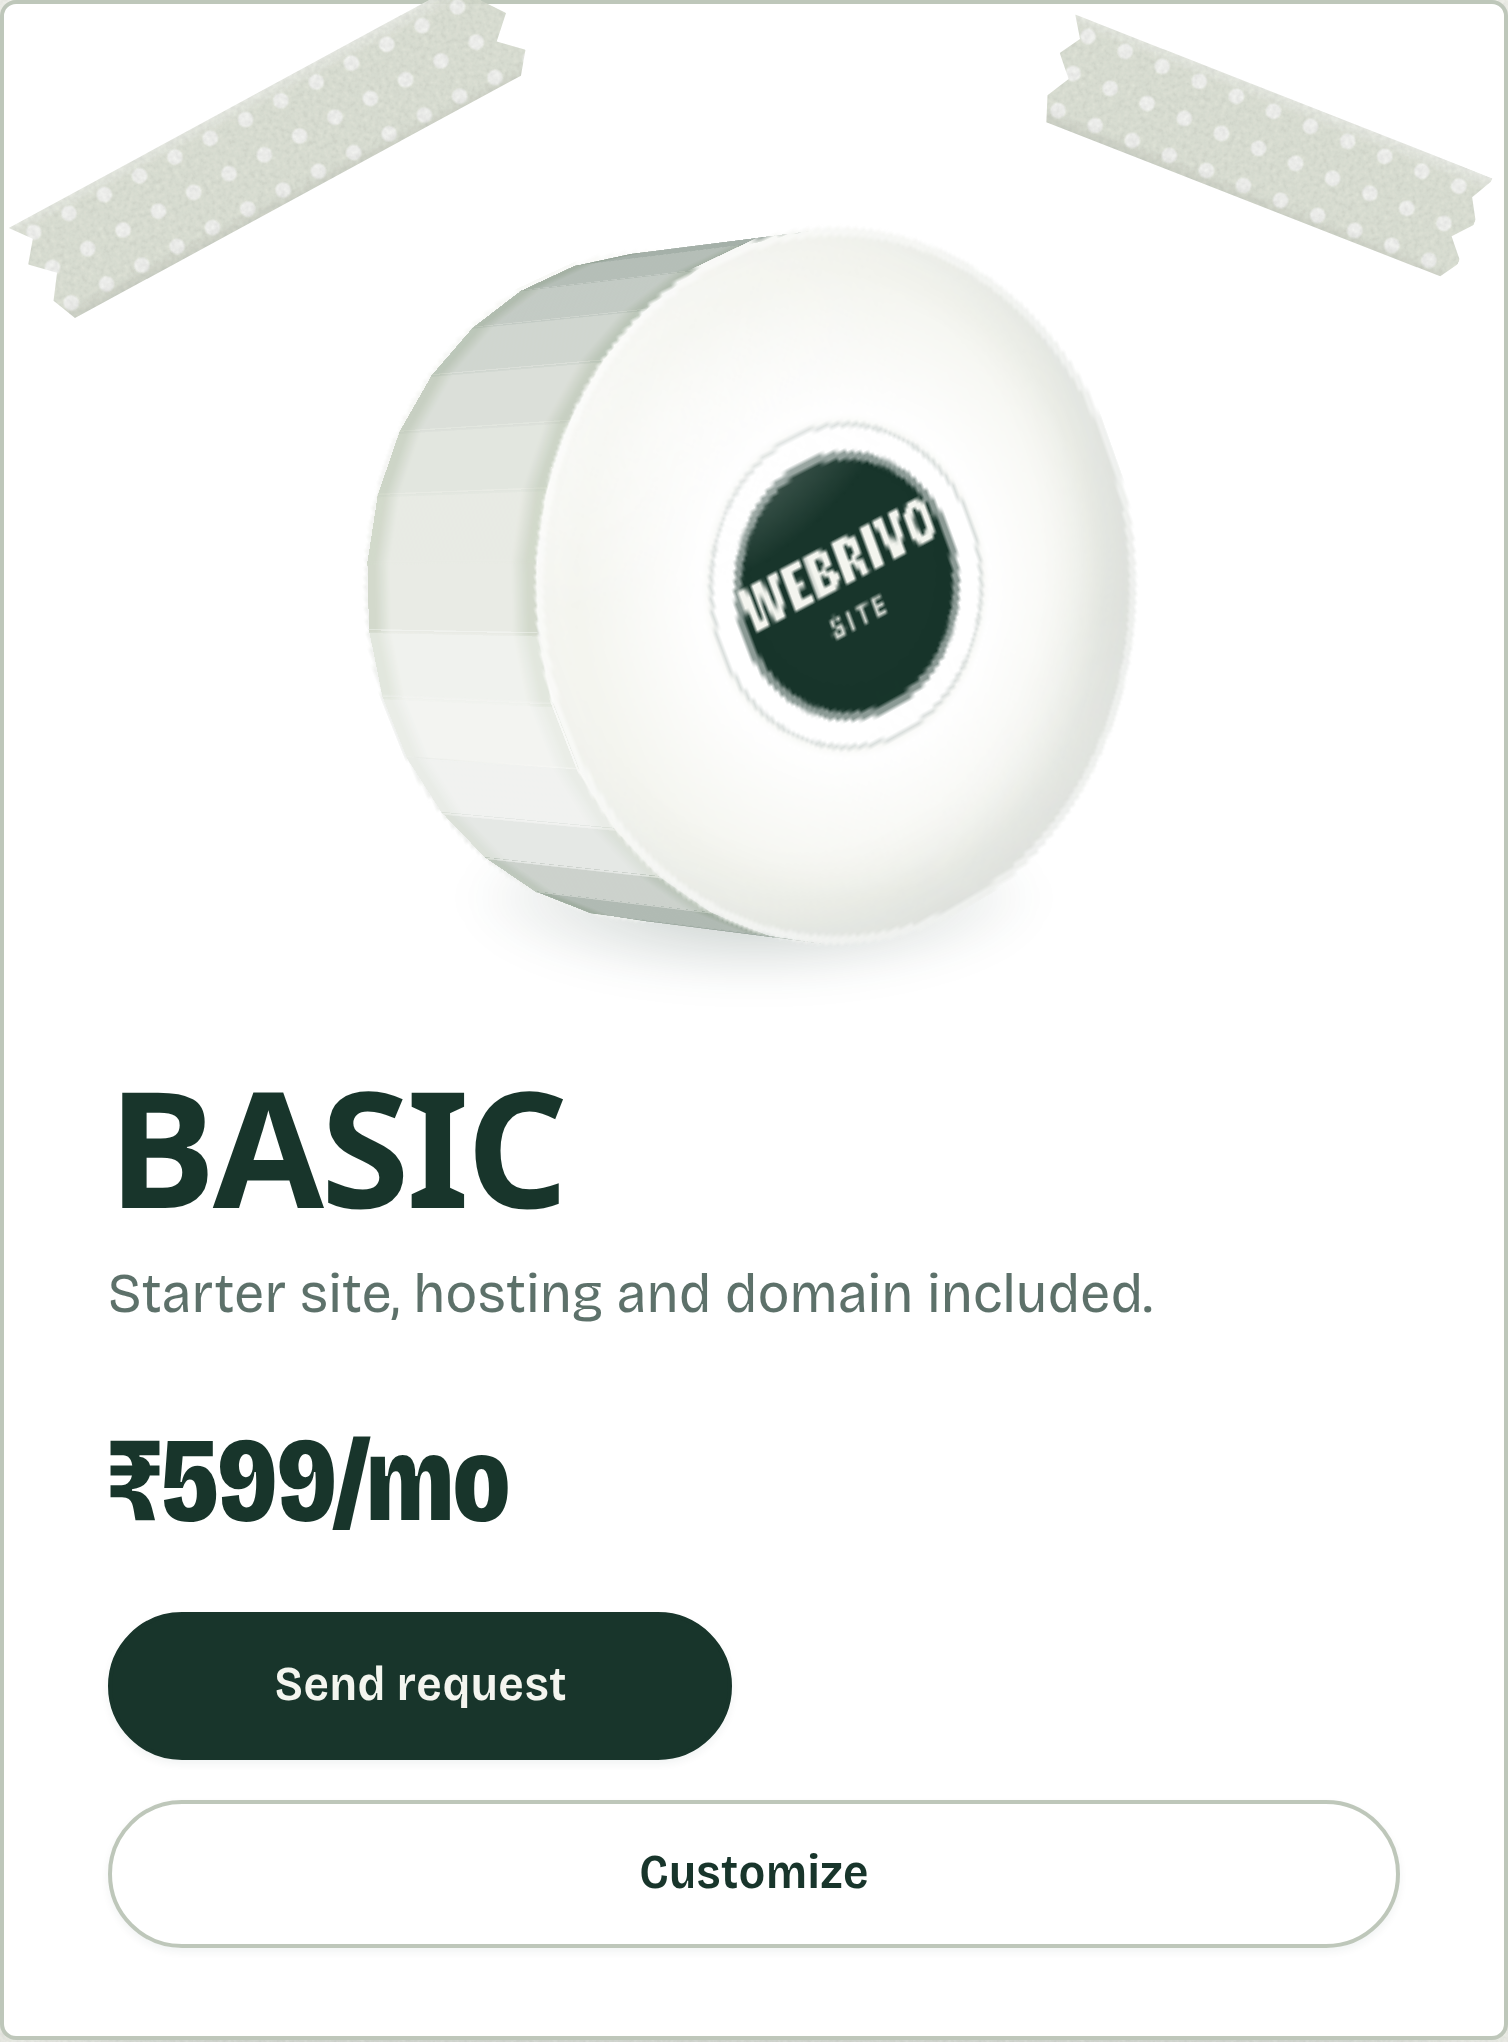 WEBRIVO
SITE
BASIC
Starter site, hosting and domain included.
₹599/mo
Send request
Customize